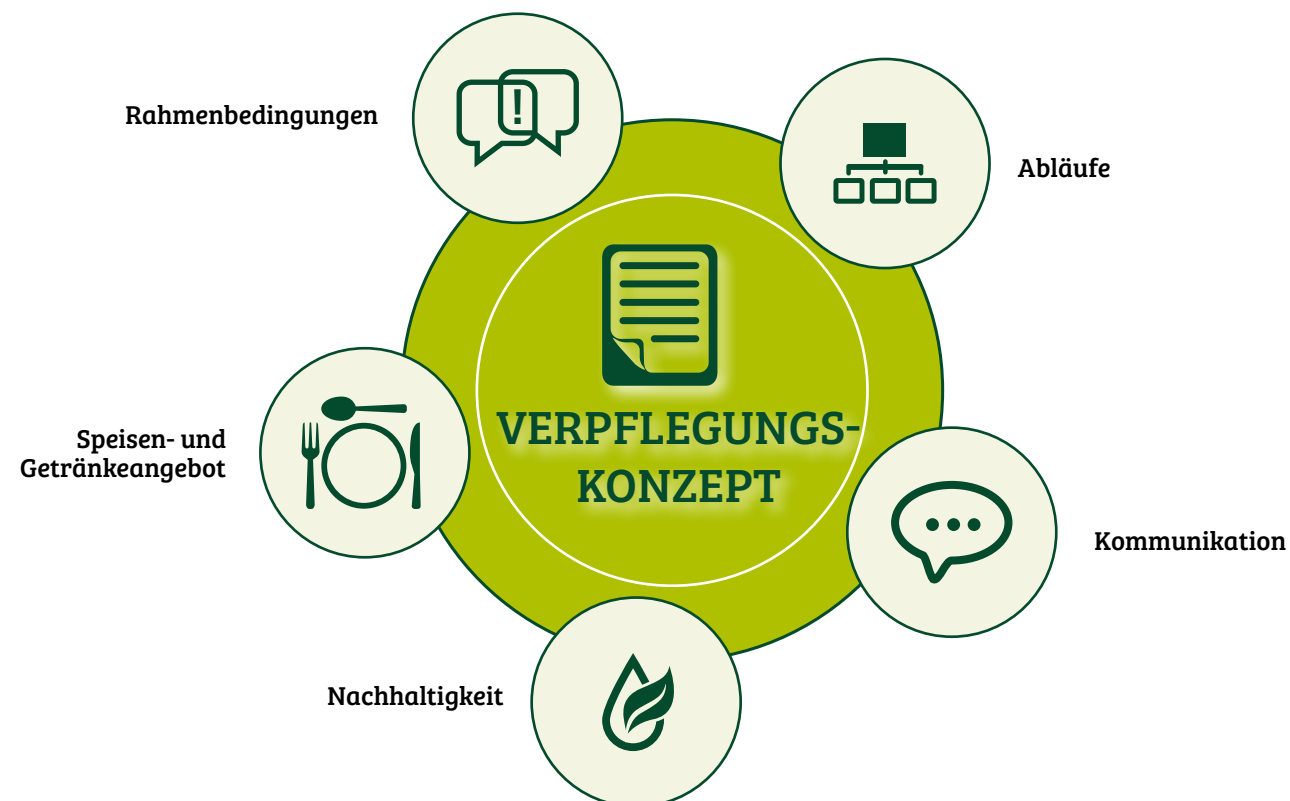 Rahmenbedingungen
Abläufe
VERPFLEGUNGS-
KONZEPT
Speisen- und
Getränkeangebot
Kommunikation
Nachhaltigkeit